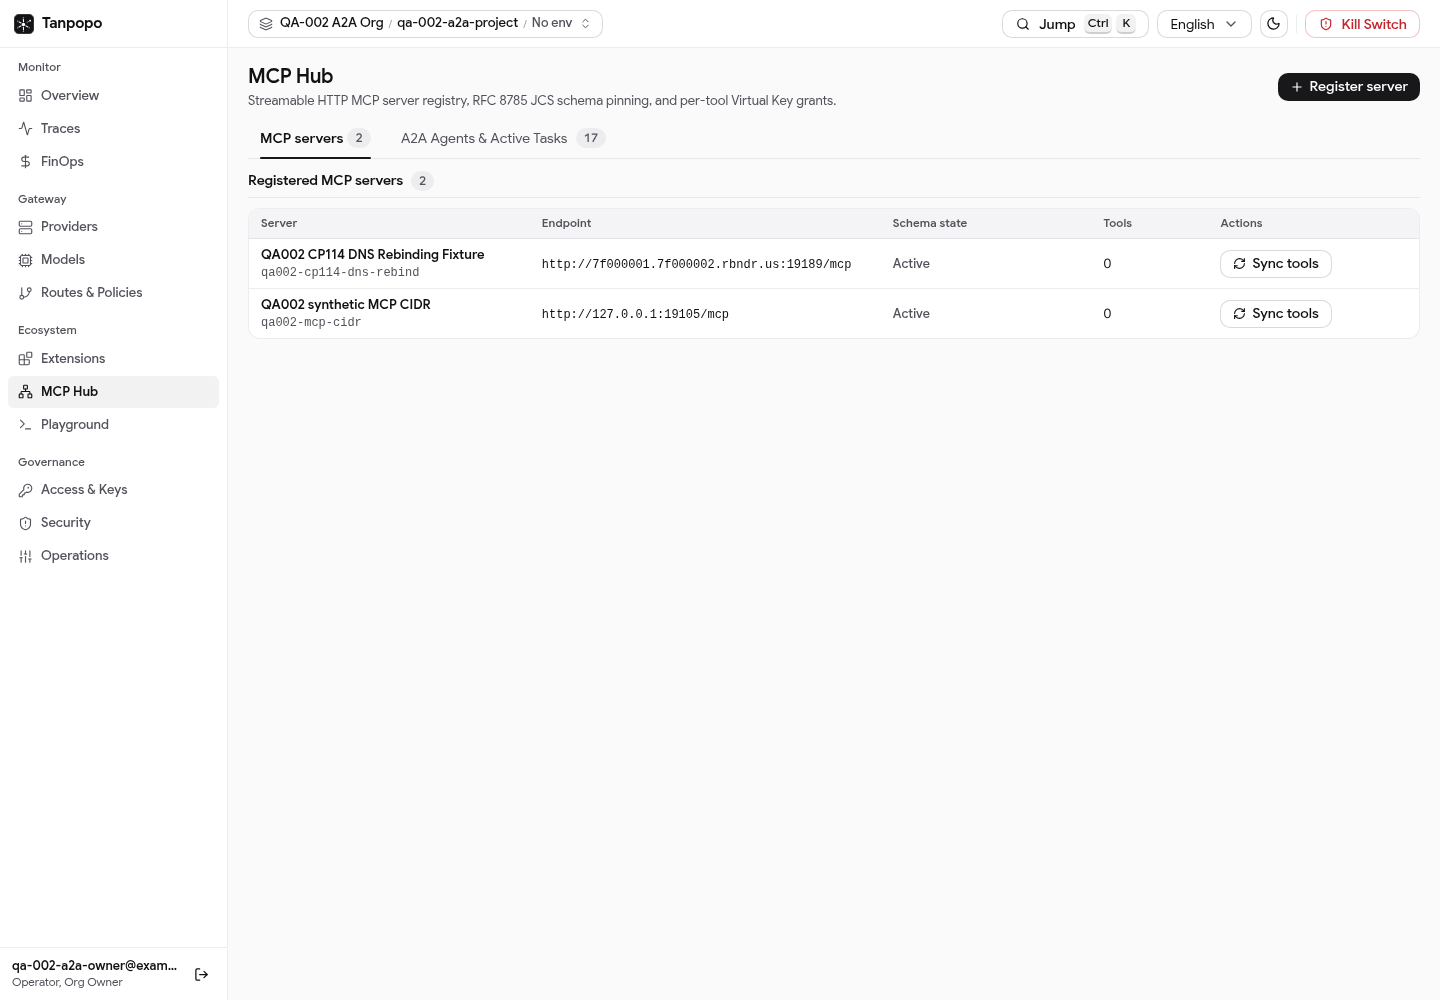 Tanpopo
QA-002 A2A Org / qa-002-a2a-project / No env
Jump Ctrl K
English
Kill Switch
Monitor
Overview
Traces
FinOps
Gateway
Providers
Models
Routes & Policies
Ecosystem
Extensions
MCP Hub
Playground
Governance
Access & Keys
Security
Operations
qa-002-a2a-owner@exam...
Operator, Org Owner
MCP Hub
Streamable HTTP MCP server registry, RFC 8785 JCS schema pinning, and per-tool Virtual Key grants.
Register server
MCP servers 2
A2A Agents & Active Tasks 17
Registered MCP servers 2
Server Endpoint Schema state Tools Actions
QA002 CP114 DNS Rebinding Fixture
qa002-cp114-dns-rebind
http://7f000001.7f000002.rbndr.us:19189/mcp
Active
0
Sync tools
QA002 synthetic MCP CIDR
qa002-mcp-cidr
http://127.0.0.1:19105/mcp
Active
0
Sync tools